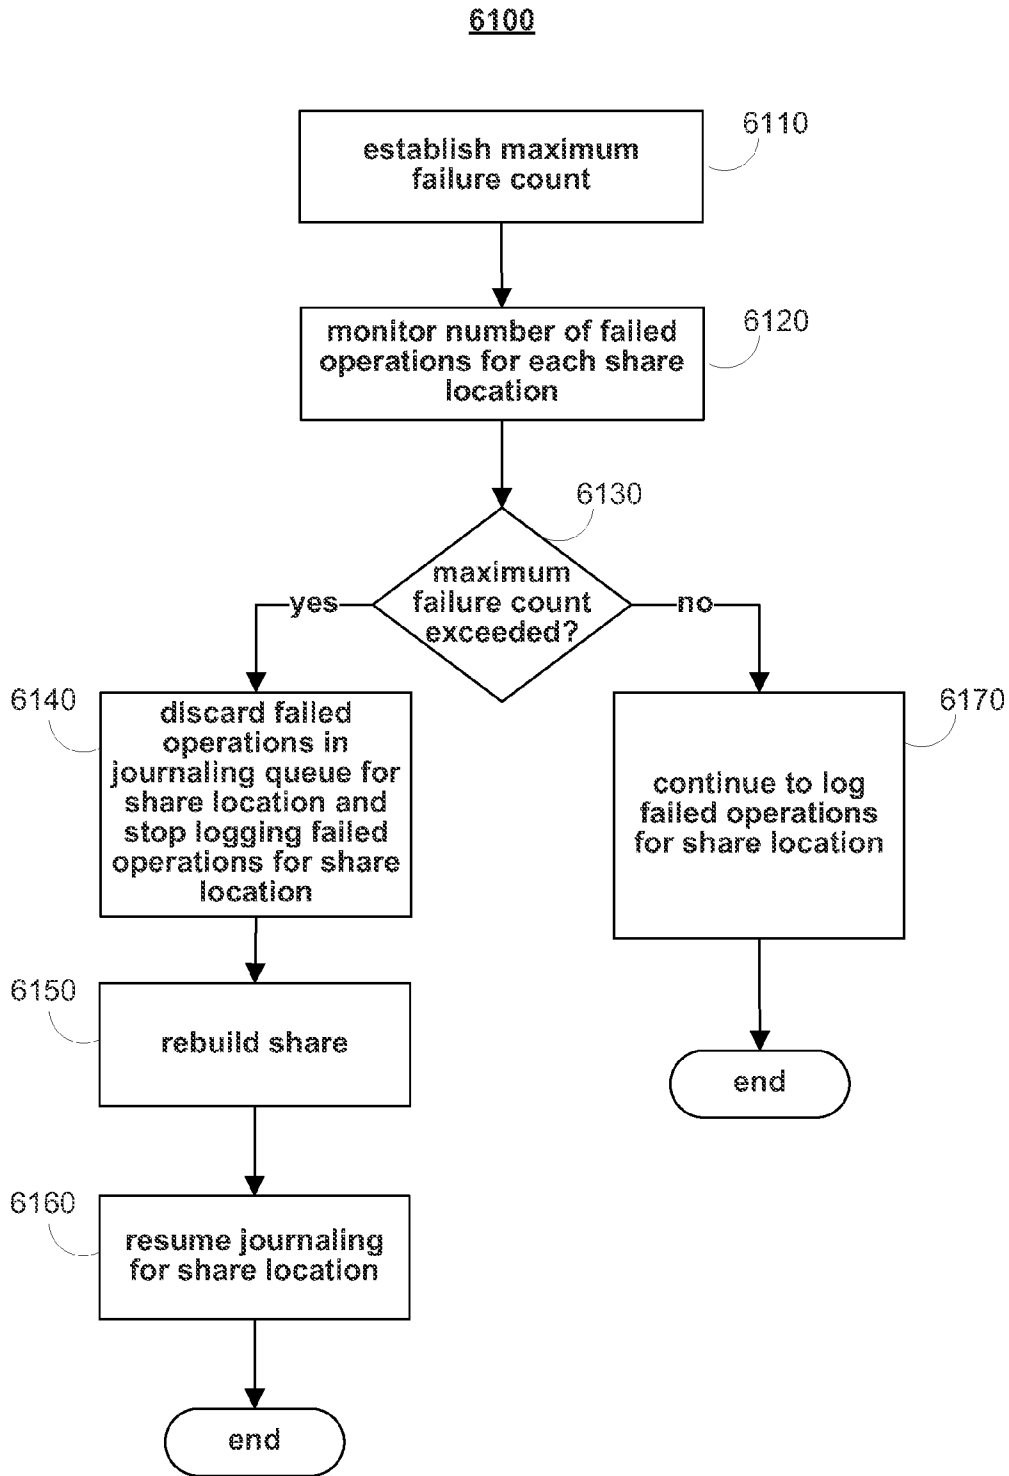 6100
6110
establish maximum
failure count
6120
monitor number of failed
operations for each share
location
6130
maximum
failure count
exceeded?
yes
no
6140
discard failed
operations in
journaling queue for
share location and
stop logging failed
operations for share
location
6170
continue to log
failed operations
for share location
6150
rebuild share
end
6160
resume journaling
for share location
end